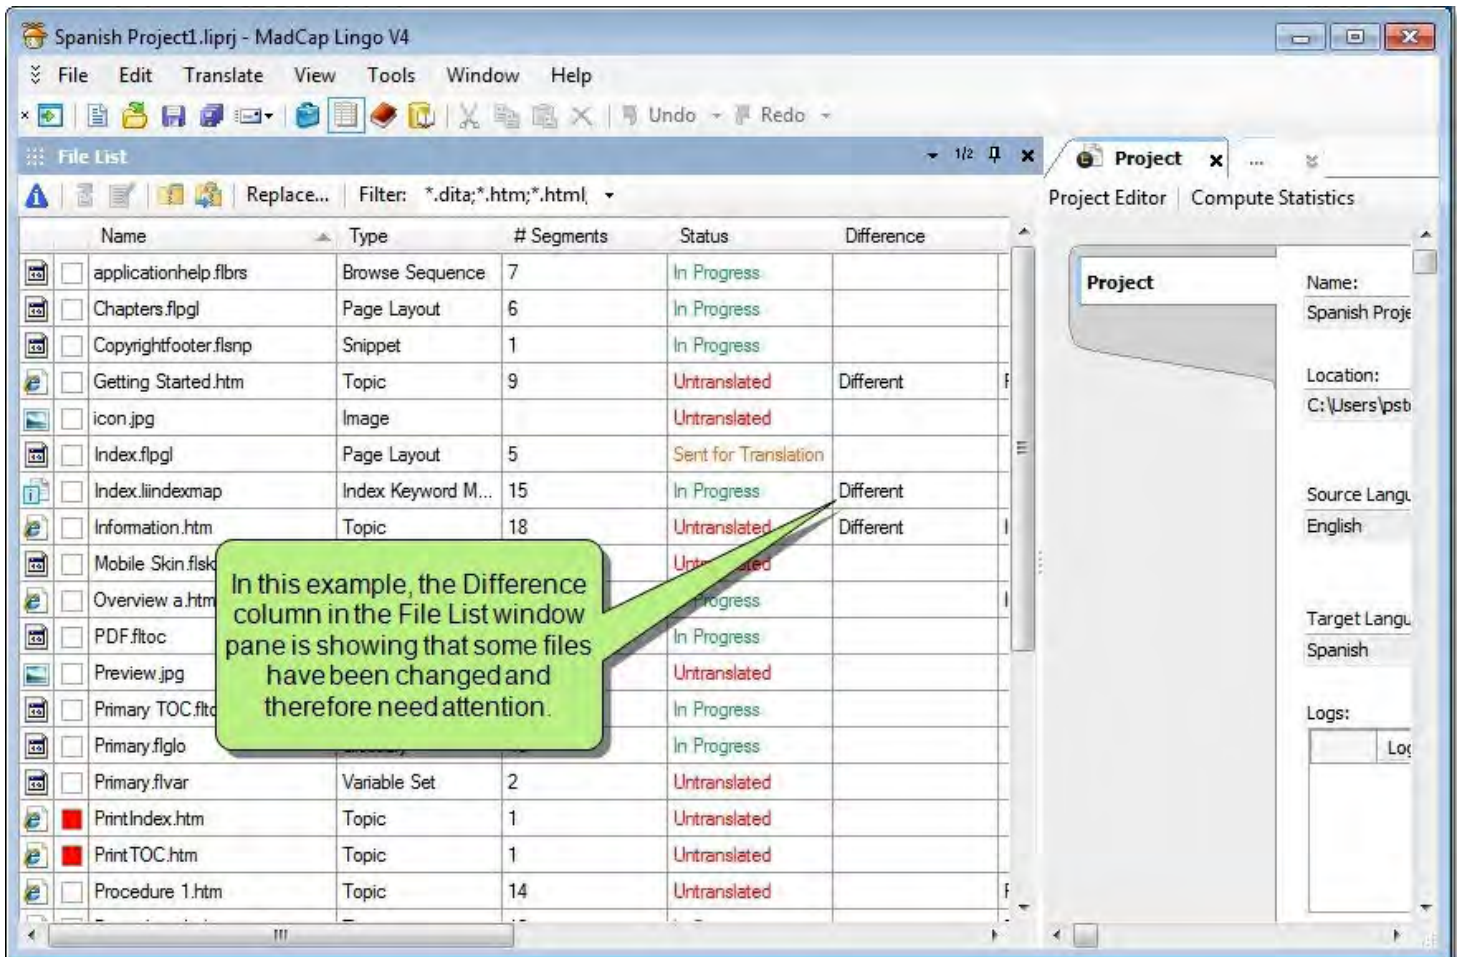 Spanish Project1.liprj - MadCap Lingo V4
File Edit Translate View Tools Window Help
Undo Redo
File List 1/2 Project ...
Replace... Filter: *.dita;*.htm;*.html; Project Editor Compute Statistics
Name Type # Segments Status Difference
applicationhelp.flbrs Browse Sequence 7 In Progress
Chapters.flpgl Page Layout 6 In Progress
Copyrightfooter.flsnp Snippet 1 In Progress
Getting Started.htm Topic 9 Untranslated Different
icon.jpg Image Untranslated
Index.flpgl Page Layout 5 Sent for Translation
Index.liindexmap Index Keyword M... 15 In Progress Different
Information.htm Topic 18 Untranslated Different
Mobile Skin.flsk
Overview a.htm Progress
PDF.fltoc In Progress
Preview.jpg Untranslated
Primary TOC.fltc In Progress
Primary.flglo In Progress
Primary.flvar Variable Set 2 Untranslated
PrintIndex.htm Topic 1 Untranslated
PrintTOC.htm Topic 1 Untranslated
Procedure 1.htm Topic 14 Untranslated
In this example, the Difference
column in the File List window
pane is showing that some files
have been changed and
therefore need attention.
Project
Name:
Spanish Proje
Location:
C:\Users\pst
Source Langu
English
Target Langu
Spanish
Logs:
Log